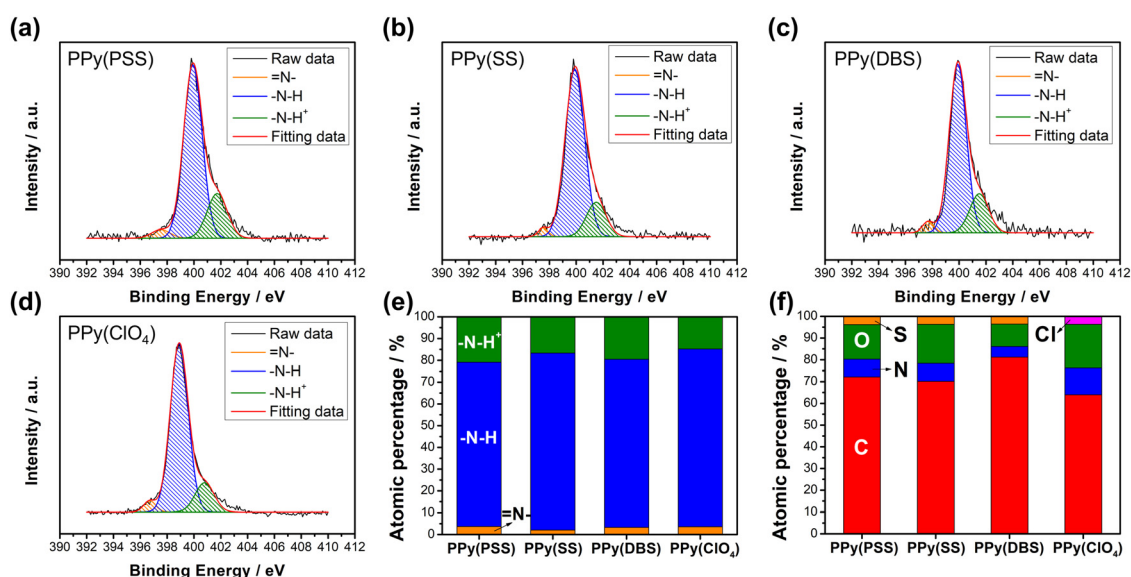 (a)
PPy(PSS)
Raw data
=N-
-N-H
-N-H⁺
Fitting data
Intensity / a.u.
390 392 394 396 398 400 402 404 406 408 410 412
Binding Energy / eV
(b)
PPy(SS)
Raw data
=N-
-N-H
-N-H⁺
Fitting data
Intensity / a.u.
390 392 394 396 398 400 402 404 406 408 410 412
Binding Energy / eV
(c)
PPy(DBS)
Raw data
=N-
-N-H
-N-H⁺
Fitting data
Intensity / a.u.
390 392 394 396 398 400 402 404 406 408 410 412
Binding Energy / eV
(d)
PPy(ClO₄)
Raw data
=N-
-N-H
-N-H⁺
Fitting data
Intensity / a.u.
390 392 394 396 398 400 402 404 406 408 410 412
Binding Energy / eV
(e)
Atomic percentage / %
100
90
80
70
60
50
40
30
20
10
0
-N-H⁺
-N-H
=N-
PPy(PSS) PPy(SS) PPy(DBS) PPy(ClO₄)
(f)
Atomic percentage / %
100
90
80
70
60
50
40
30
20
10
0
S
O
N
C
Cl
PPy(PSS) PPy(SS) PPy(DBS) PPy(ClO₄)